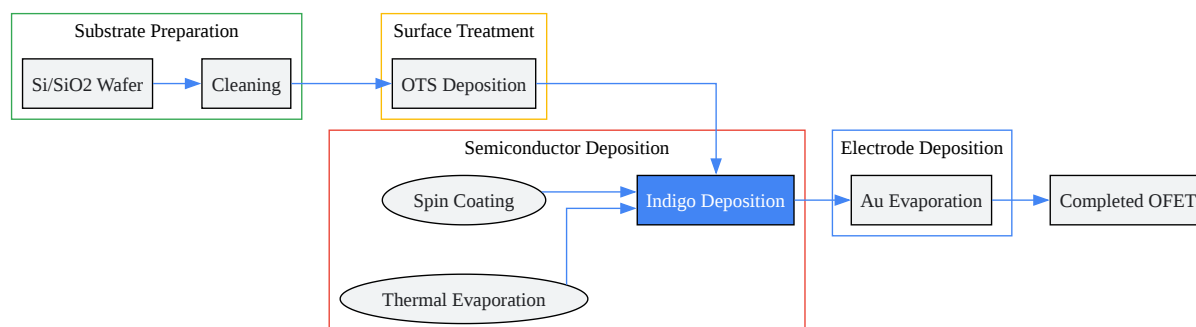 Substrate Preparation
Si/SiO2 Wafer
Cleaning
Surface Treatment
OTS Deposition
Semiconductor Deposition
Spin Coating
Thermal Evaporation
Indigo Deposition
Electrode Deposition
Au Evaporation
Completed OFET